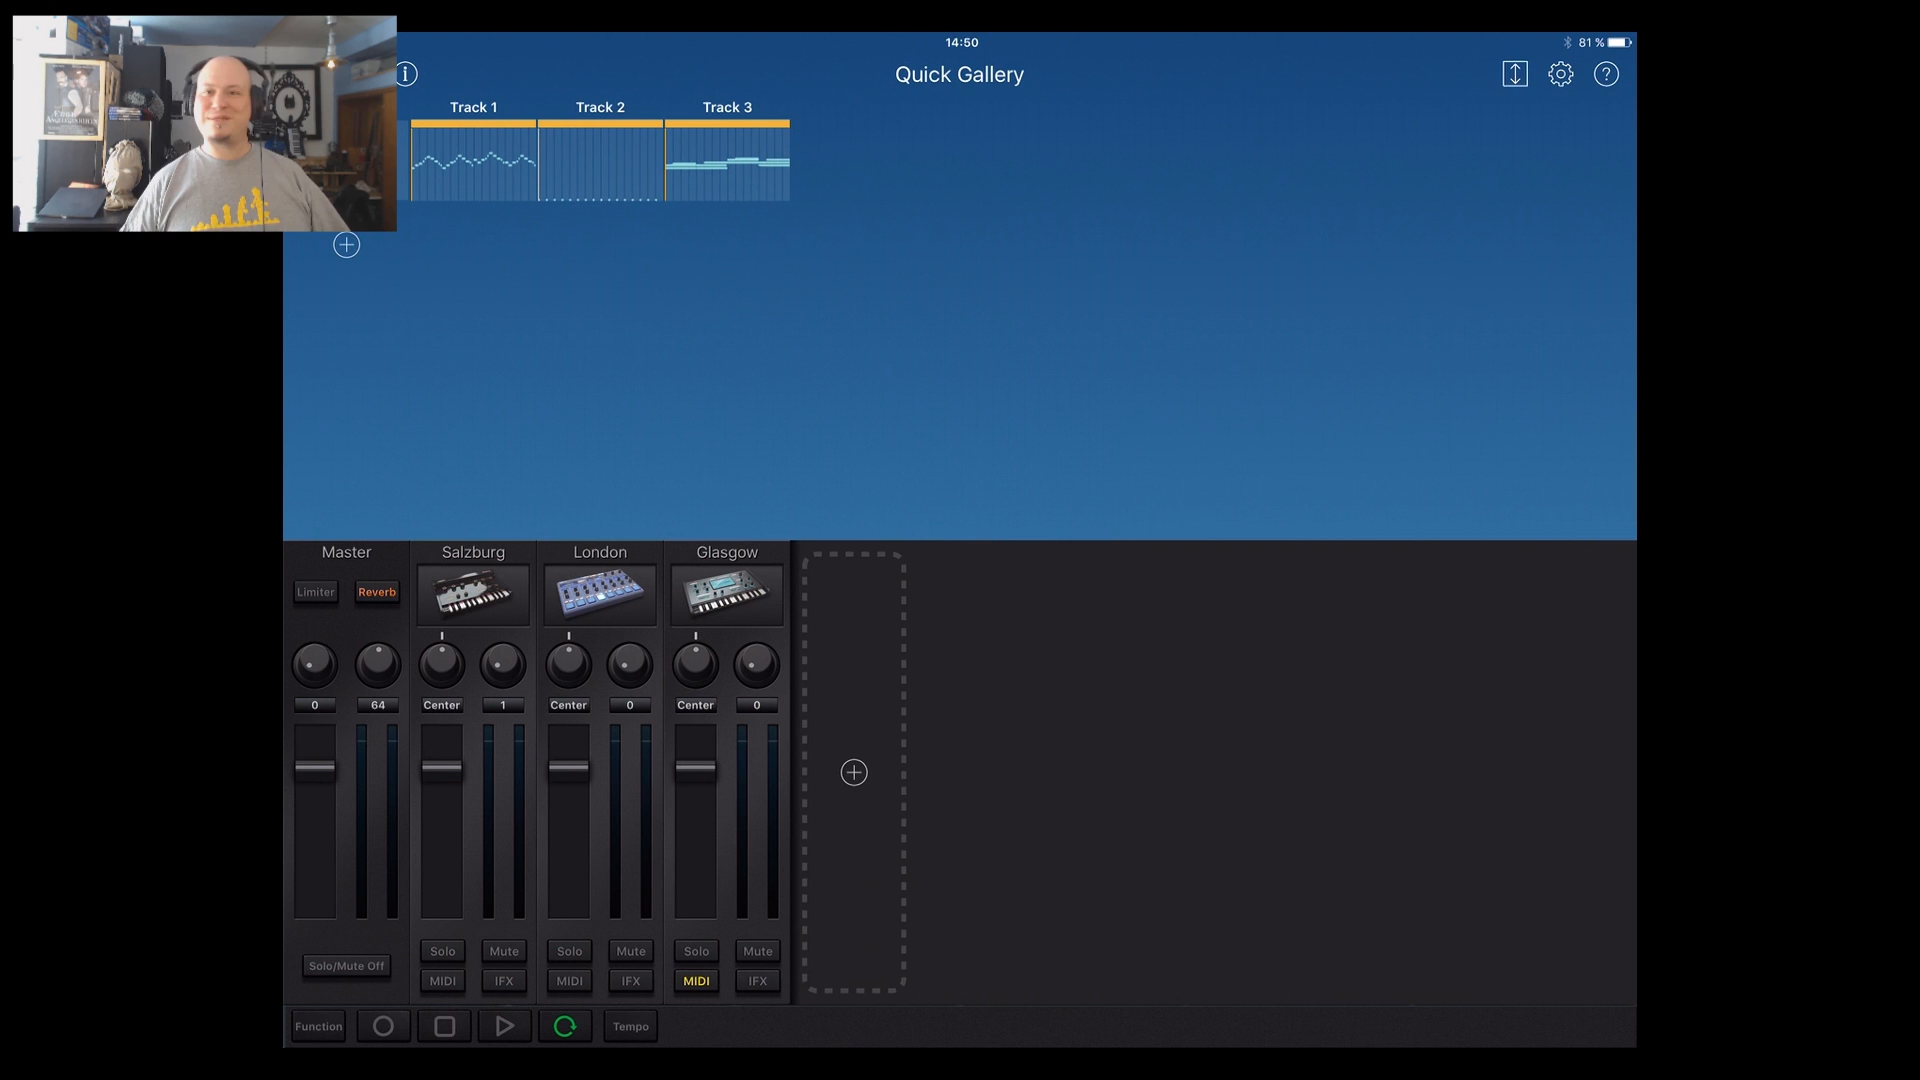 14:50
81 %
i
Quick Gallery
?
Track 1
Track 2
Track 3
Master
Salzburg
London
Glasgow
Limiter
Reverb
0
64
Center
1
Center
0
Center
0
Solo
Mute
Solo
Mute
Solo
Mute
Solo/Mute Off
MIDI
IFX
MIDI
IFX
MIDI
IFX
Function
Tempo